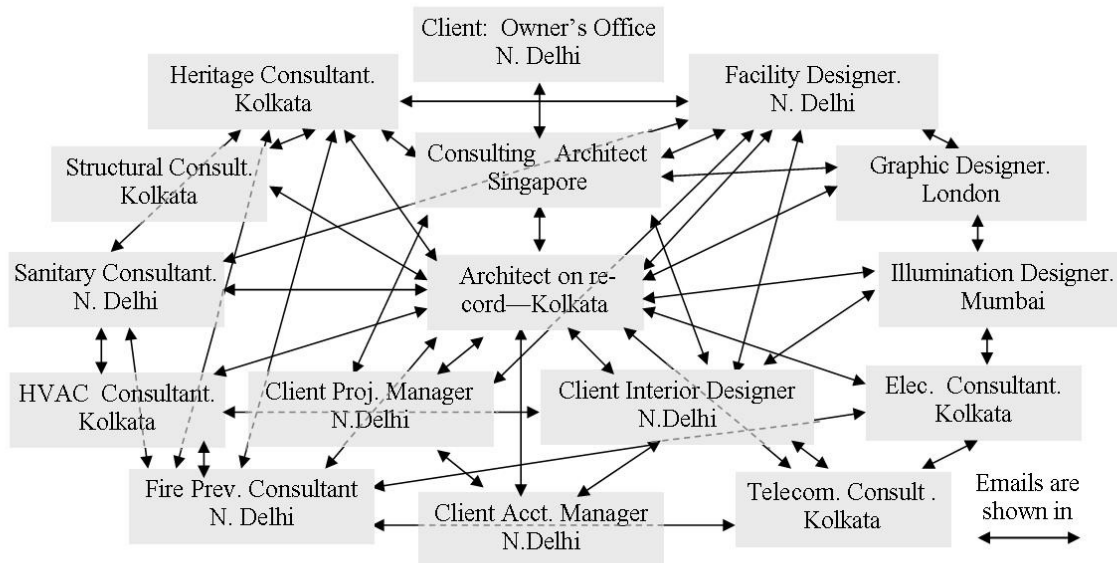 Client:  Owner's Office
N. Delhi
Heritage Consultant.
Kolkata
Facility Designer.
N. Delhi
Structural Consult.
Kolkata
Consulting   Architect
Singapore
Graphic Designer.
London
Sanitary Consultant.
N. Delhi
Architect on re-
cord—Kolkata
Illumination Designer.
Mumbai
HVAC  Consultant.
Kolkata
Client Proj. Manager
N.Delhi
Client Interior Designer
N.Delhi
Elec.  Consultant.
Kolkata
Fire Prev. Consultant
N. Delhi
Client Acct. Manager
N.Delhi
Telecom. Consult .
Kolkata
Emails are
shown in